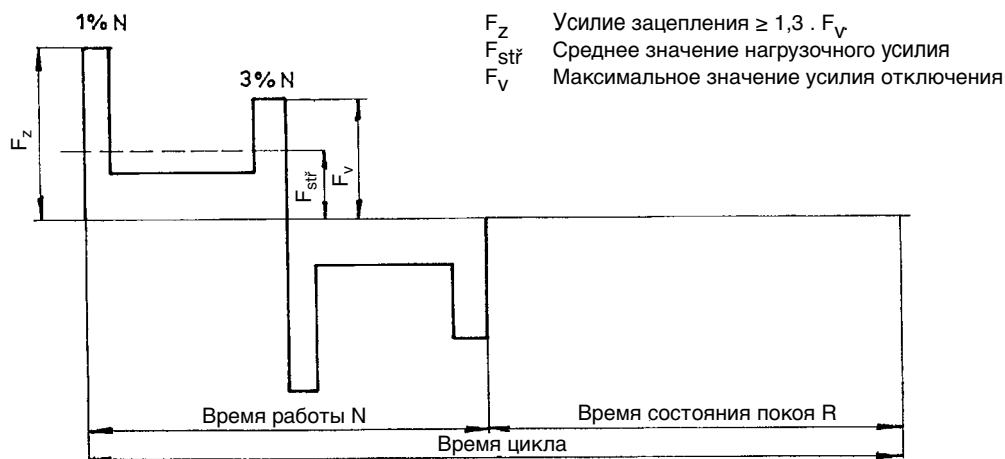 1% N
F_z Усилие зацепления ≥ 1,3 . F_v.
F_stř Среднее значение нагрузочного усилия
F_v Максимальное значение усилия отключения
3% N
F_z
F_stř
F_v
Время работы N
Время состояния покоя R
Время цикла